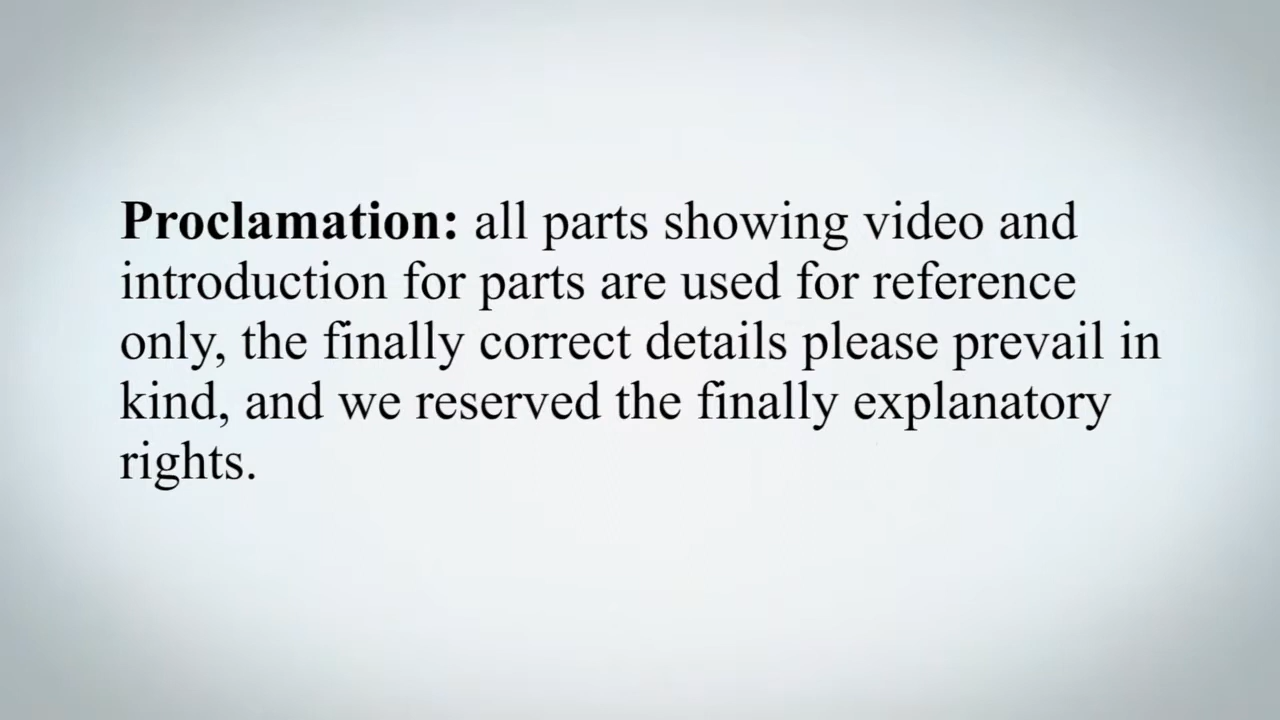 Proclamation: all parts showing video and
introduction for parts are used for reference
only, the finally correct details please prevail in
kind, and we reserved the finally explanatory
rights.